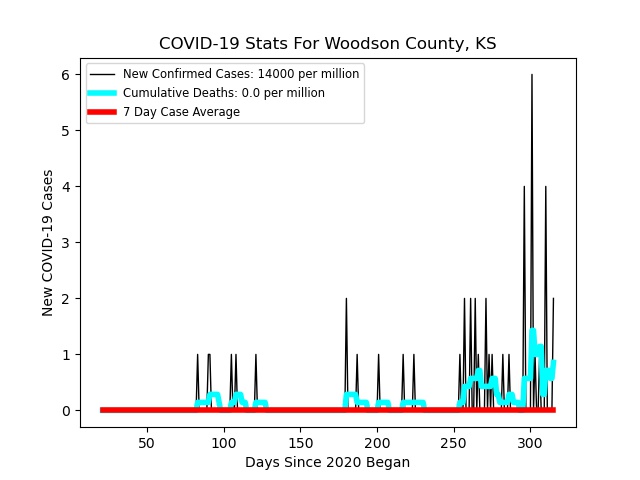 COVID-19 Stats For Woodson County, KS
New Confirmed Cases: 14000 per million
Cumulative Deaths: 0.0 per million
7 Day Case Average
New COVID-19 Cases
6
5
4
3
2
1
0
50 100 150 200 250 300
Days Since 2020 Began